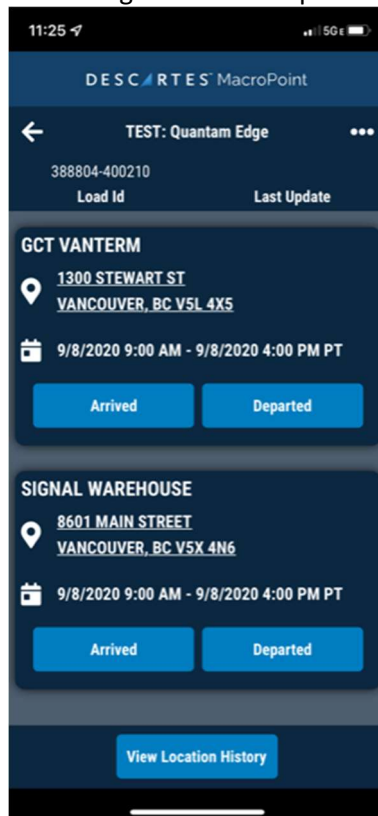 11:25
5GE
DESCARTES MacroPoint
TEST: Quantam Edge
388804-400210
Load Id Last Update
GCT VANTERM
1300 STEWART ST
VANCOUVER, BC V5L 4X5
9/8/2020 9:00 AM - 9/8/2020 4:00 PM PT
Arrived Departed
SIGNAL WAREHOUSE
8601 MAIN STREET
VANCOUVER, BC V5X 4N6
9/8/2020 9:00 AM - 9/8/2020 4:00 PM PT
Arrived Departed
View Location History